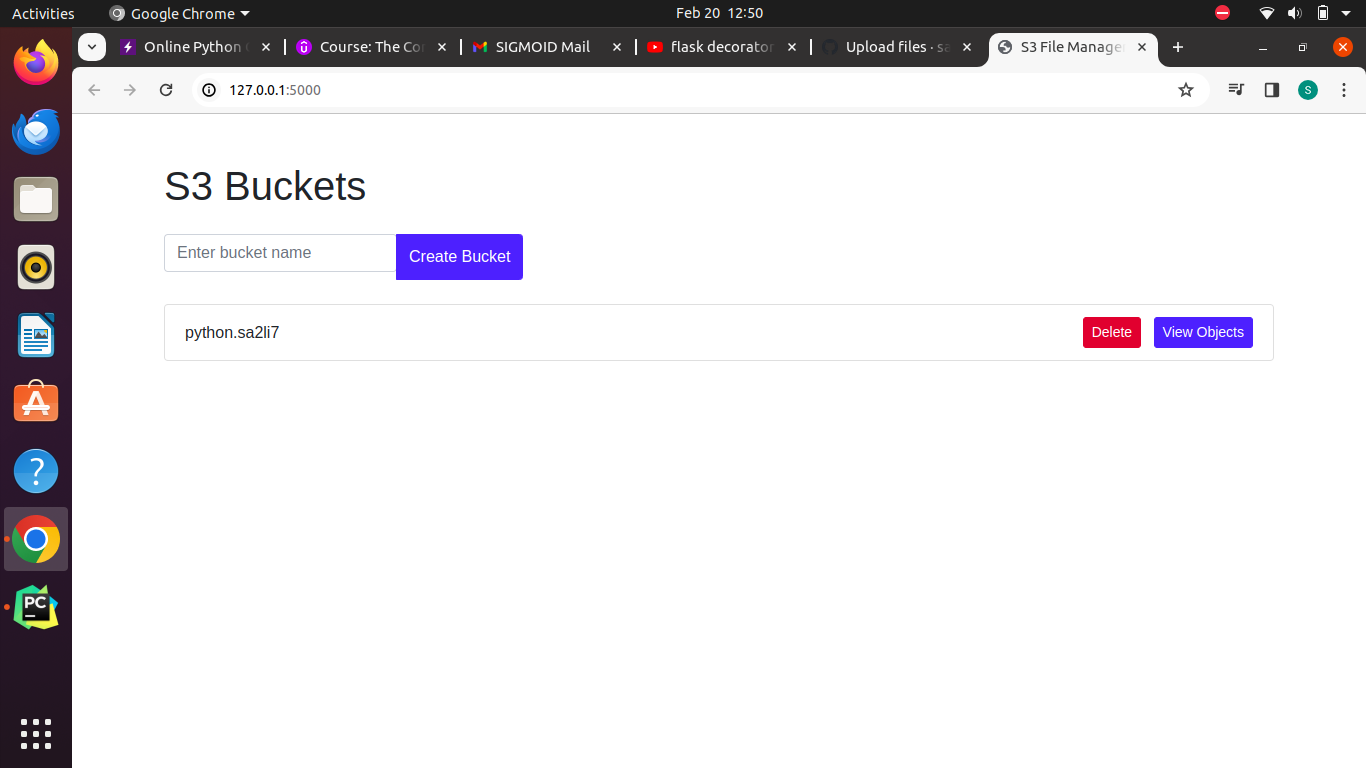 Activities Google Chrome Feb 20 12:50
Online Python Course: The Co SIGMOID Mail flask decorator Upload files · sa S3 File Manage
127.0.0.1:5000 S
S3 Buckets
Enter bucket name Create Bucket
python.sa2li7 Delete View Objects
PC